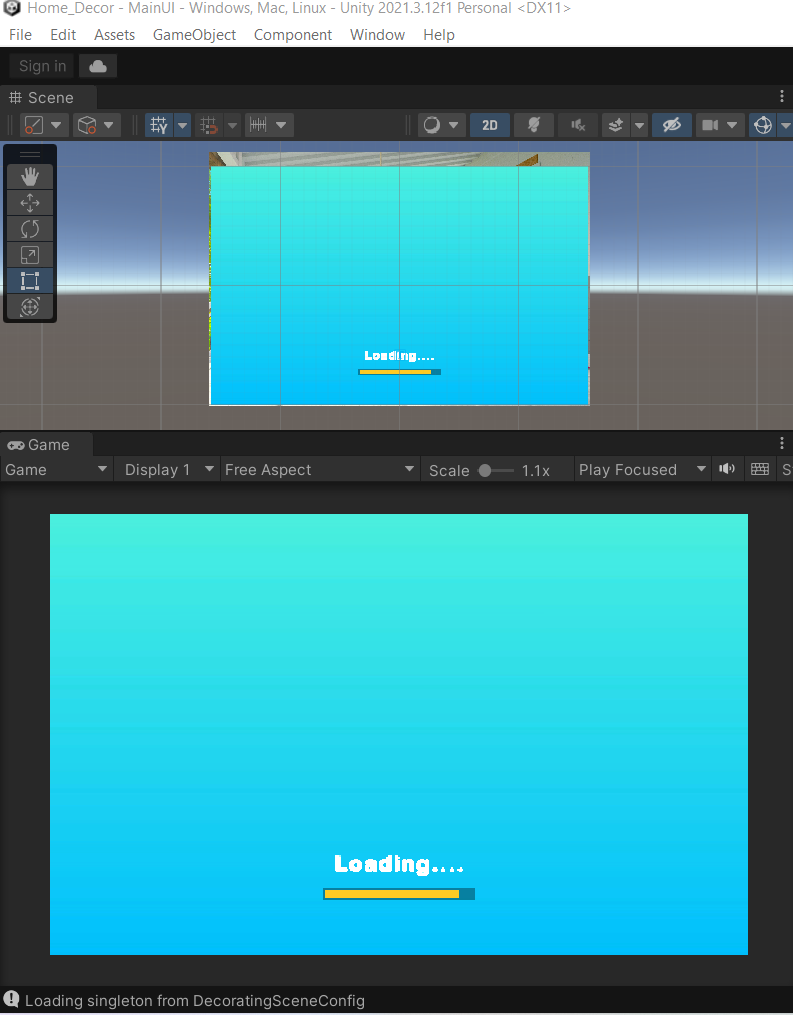 Home_Decor - MainUI - Windows, Mac, Linux - Unity 2021.3.12f1 Personal <DX11>
File Edit Assets GameObject Component Window Help
Sign in
Scene
Y 2D
Loading....
Game
Game Display 1 Free Aspect Scale 1.1x Play Focused S
Loading....
Loading singleton from DecoratingSceneConfig